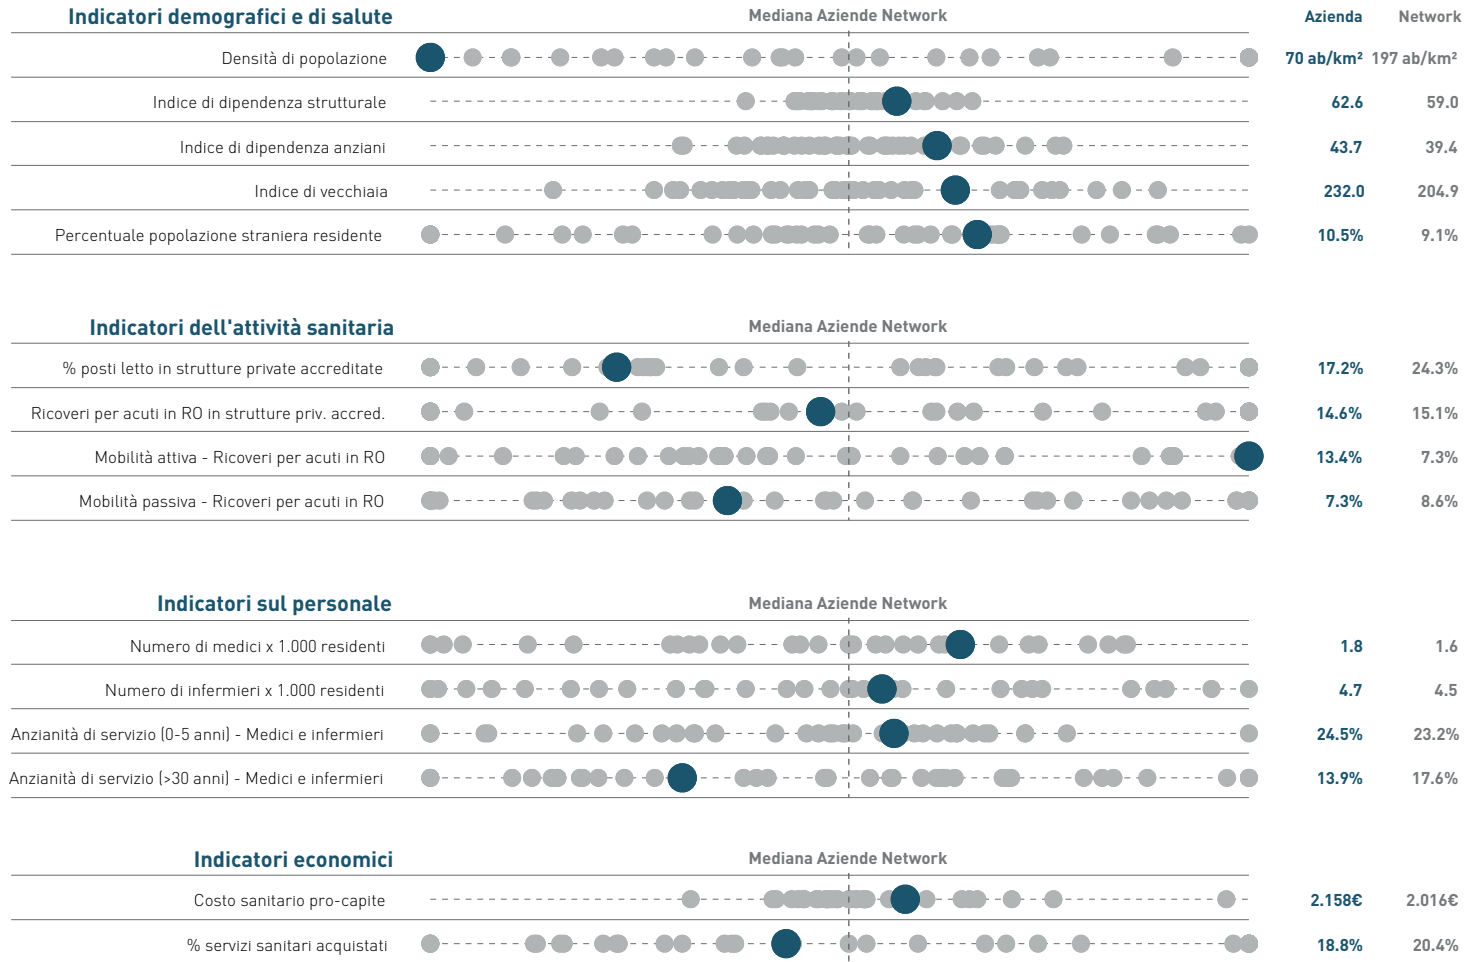 Indicatori demografici e di salute Mediana Aziende Network Azienda Network
Densità di popolazione 70 ab/km² 197 ab/km²
Indice di dipendenza strutturale 62.6 59.0
Indice di dipendenza anziani 43.7 39.4
Indice di vecchiaia 232.0 204.9
Percentuale popolazione straniera residente 10.5% 9.1%
Indicatori dell'attività sanitaria Mediana Aziende Network
% posti letto in strutture private accreditate 17.2% 24.3%
Ricoveri per acuti in RO in strutture priv. accred. 14.6% 15.1%
Mobilità attiva - Ricoveri per acuti in RO 13.4% 7.3%
Mobilità passiva - Ricoveri per acuti in RO 7.3% 8.6%
Indicatori sul personale Mediana Aziende Network
Numero di medici x 1.000 residenti 1.8 1.6
Numero di infermieri x 1.000 residenti 4.7 4.5
Anzianità di servizio (0-5 anni) - Medici e infermieri 24.5% 23.2%
Anzianità di servizio (>30 anni) - Medici e infermieri 13.9% 17.6%
Indicatori economici Mediana Aziende Network
Costo sanitario pro-capite 2.158€ 2.016€
% servizi sanitari acquistati 18.8% 20.4%